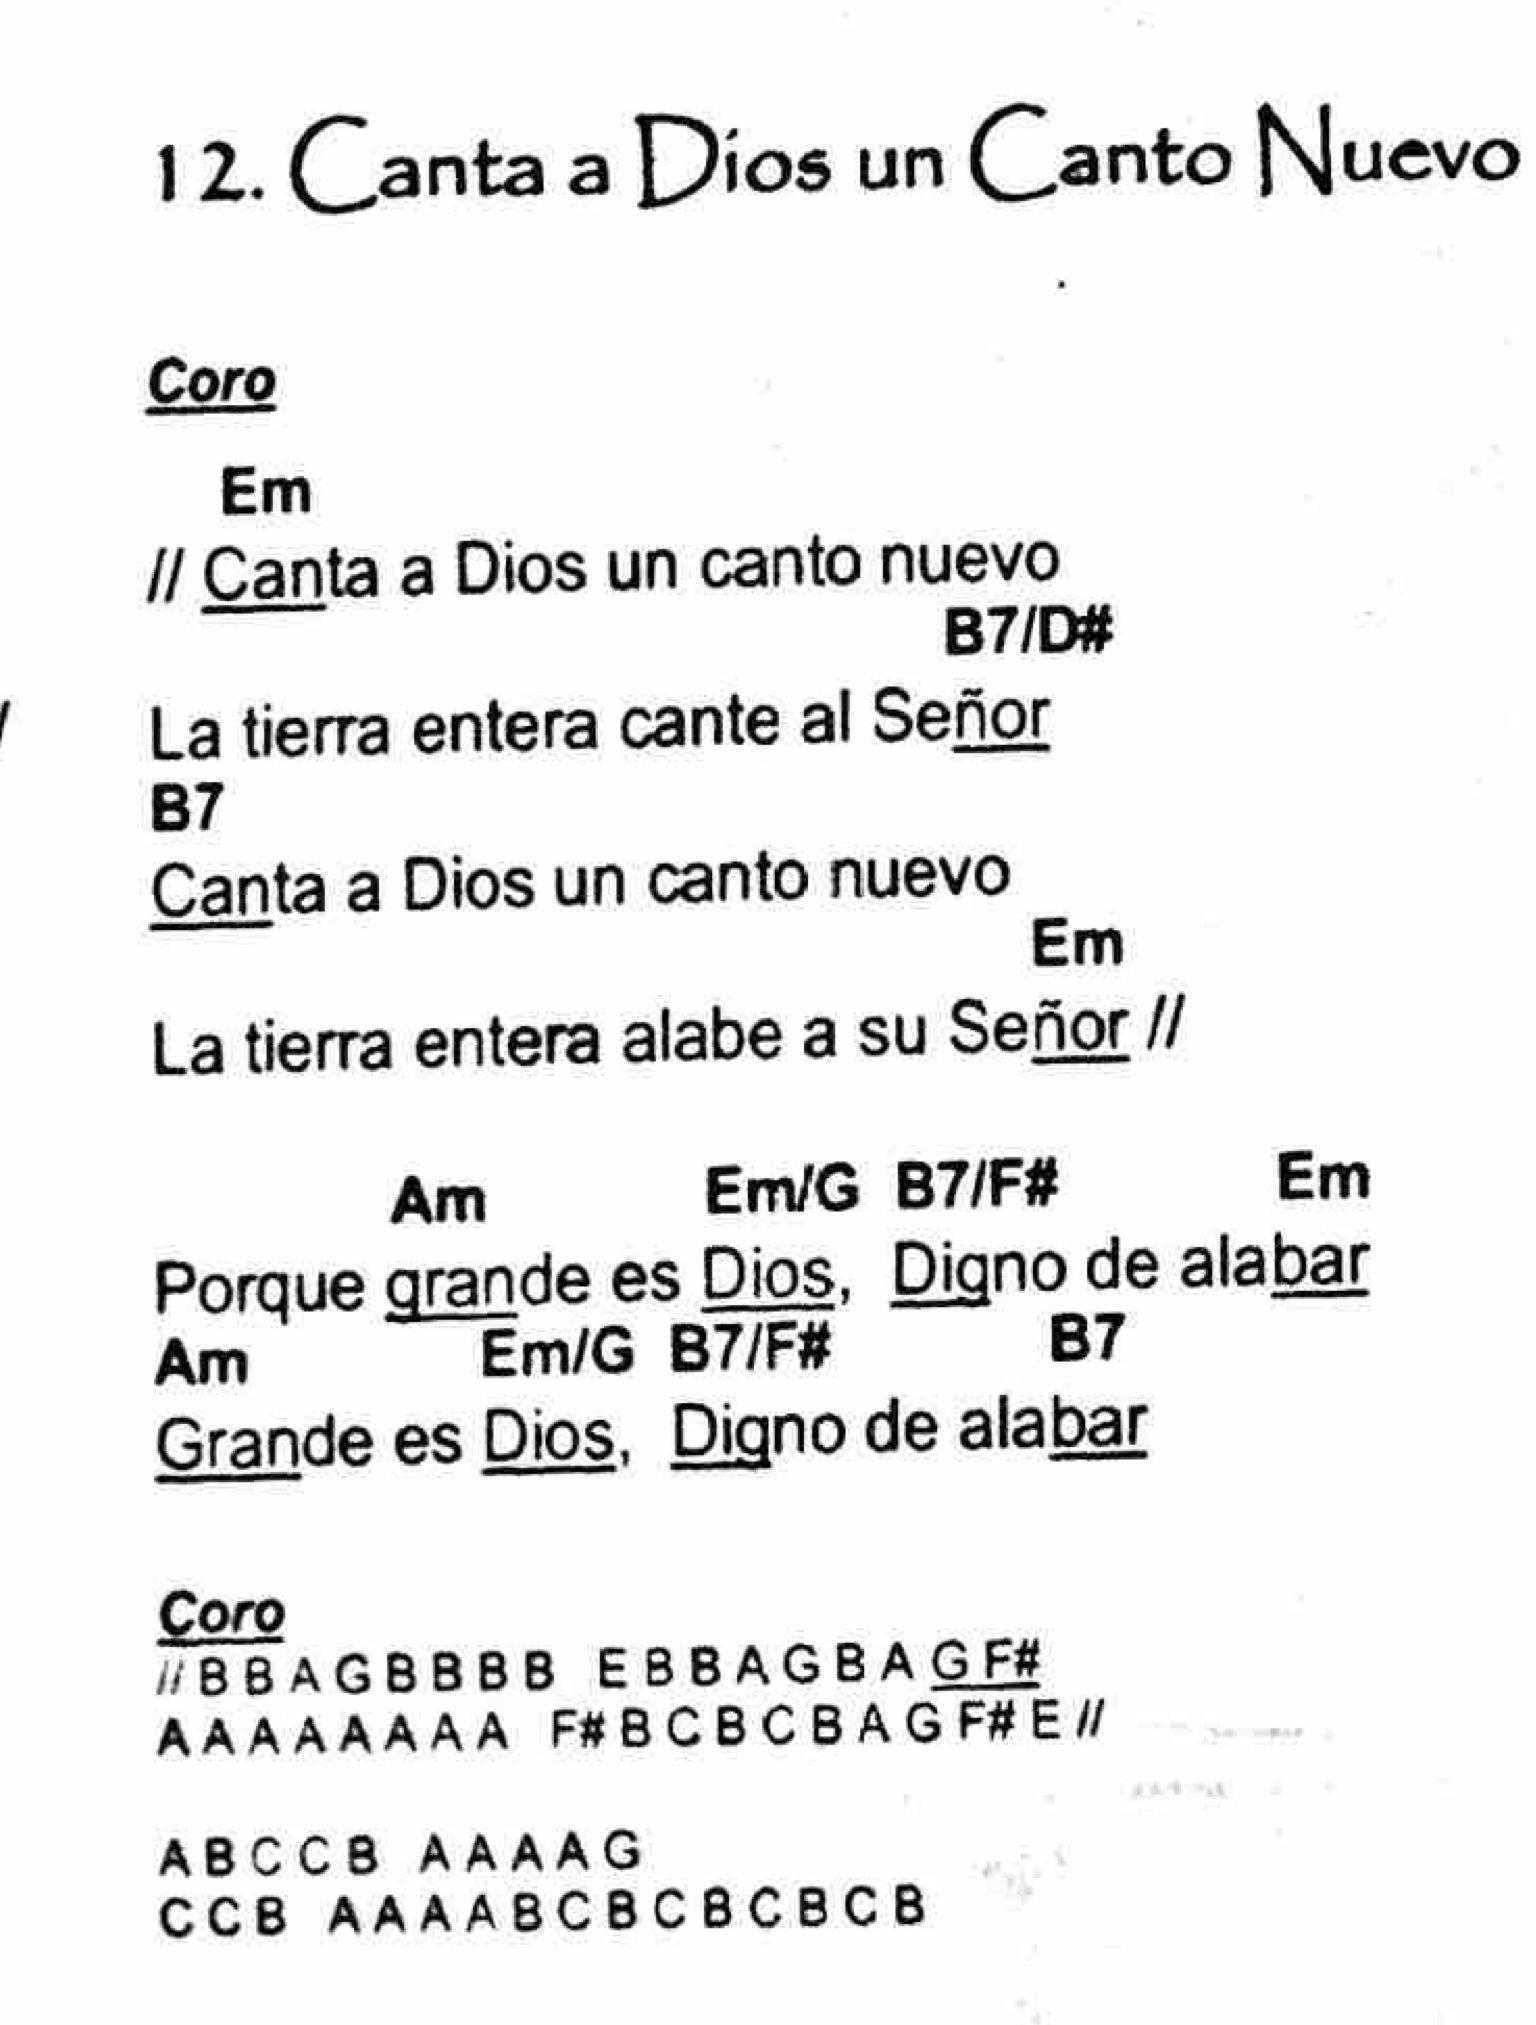 12. Canta a Dios un Canto Nuevo
Coro
Em
// Canta a Dios un canto nuevo
B7/D#
La tierra entera cante al Señor
B7
Canta a Dios un canto nuevo
Em
La tierra entera alabe a su Señor //
Am Em/G B7/F# Em
Porque grande es Dios, Digno de alabar
Am Em/G B7/F# B7
Grande es Dios, Digno de alabar
Coro
// B B A G B B B B E B B A G B A G F#
A A A A A A A A F# B C B C B A G F# E //
A B C C B A A A A G
C C B A A A A B C B C B C B C B